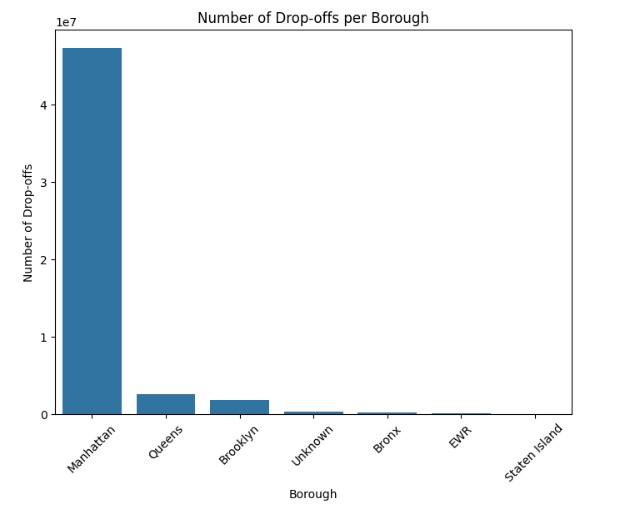 Number of Drop-offs per Borough
1e7
Number of Drop-offs
4
3
2
1
0
Manhattan
Queens
Brooklyn
Unknown
Bronx
EWR
Staten Island
Borough